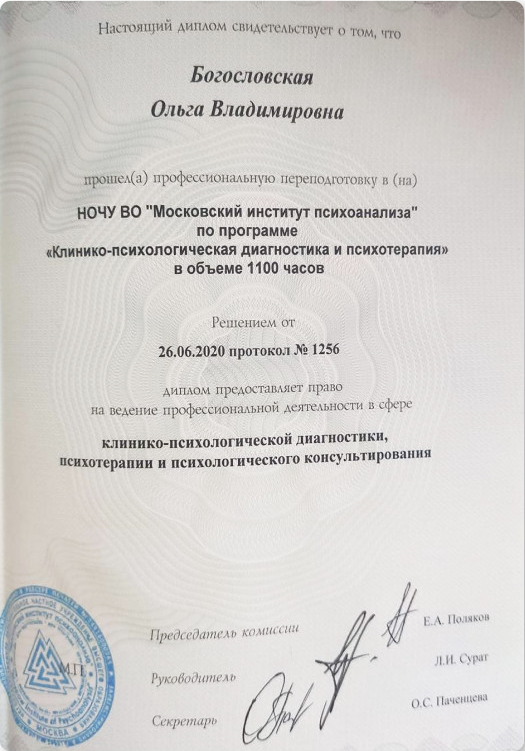 Настоящий диплом свидетельствует о том, что
Богословская
Ольга Владимировна
прошел(а) профессиональную переподготовку в (на)
НОЧУ ВО "Московский институт психоанализа"
по программе
«Клинико-психологическая диагностика и психотерапия»
в объеме 1100 часов
Решением от
26.06.2020 протокол № 1256
диплом предоставляет право
на ведение профессиональной деятельности в сфере
клинико-психологической диагностики,
психотерапии и психологического консультирования
Председатель комиссии
Е.А. Поляков
М.П.
Руководитель
Л.И. Сурат
Секретарь
О.С. Паченцева
МОСКВА